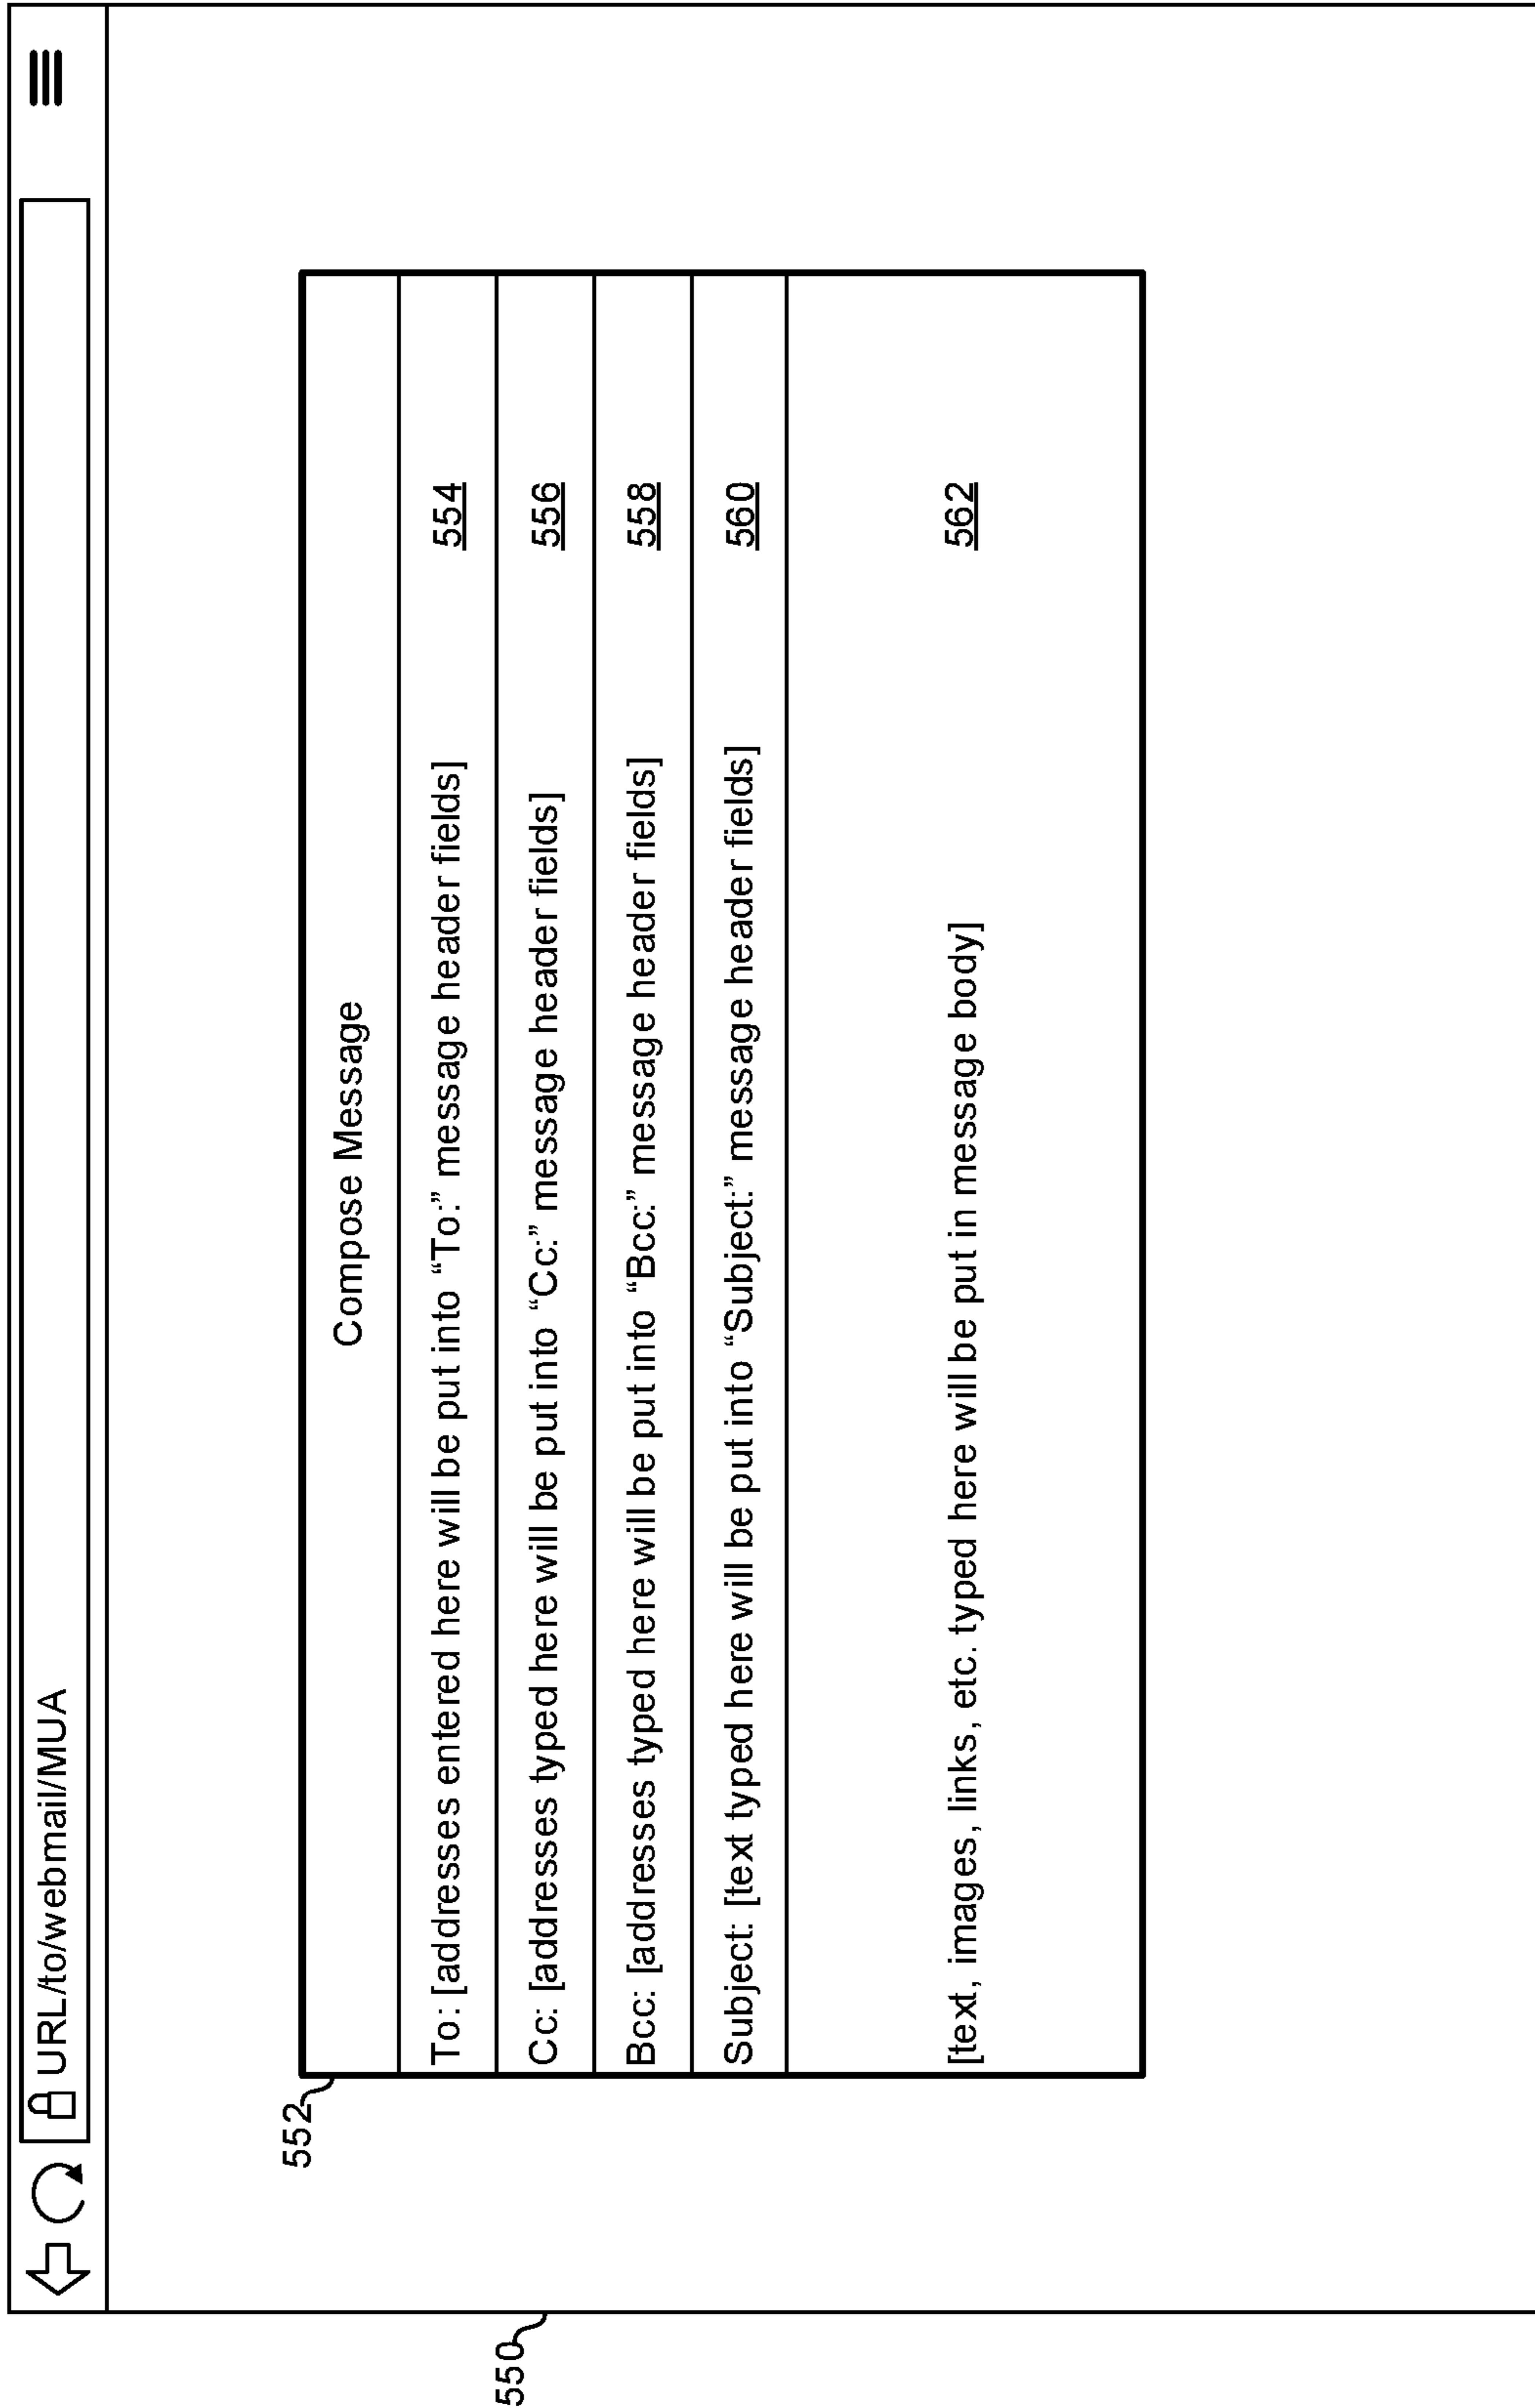 URL/to/webmail/MUA
552
Compose Message
To: [addresses entered here will be put into “To:” message header fields] 554
Cc: [addresses typed here will be put into “Cc:” message header fields] 556
Bcc: [addresses typed here will be put into “Bcc:” message header fields] 558
Subject: [text typed here will be put into “Subject:” message header fields] 560
[text, images, links, etc. typed here will be put in message body] 562
550